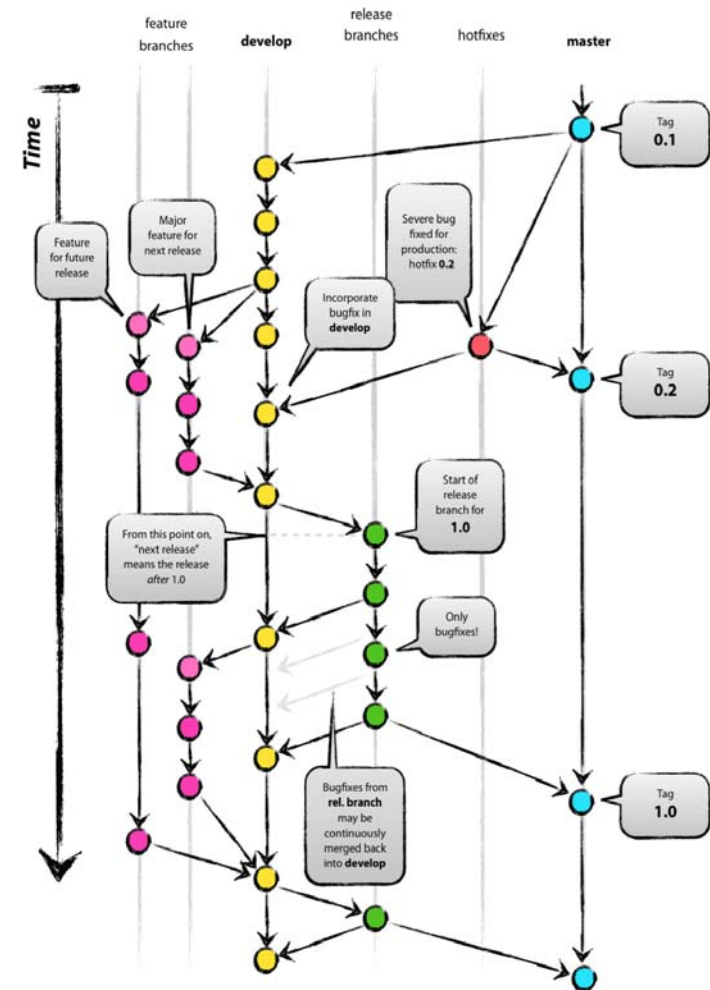 feature
branches
develop
release
branches
hotfixes
master
Time
Tag
0.1
Major
feature for
next release
Severe bug
fixed for
production:
hotfix 0.2
Feature
for future
release
Incorporate
bugfix in
develop
Tag
0.2
Start of
release
branch for
1.0
From this point on,
“next release”
means the release
after 1.0
Only
bugfixes!
Bugfixes from
rel. branch
may be
continuously
merged back
into develop
Tag
1.0